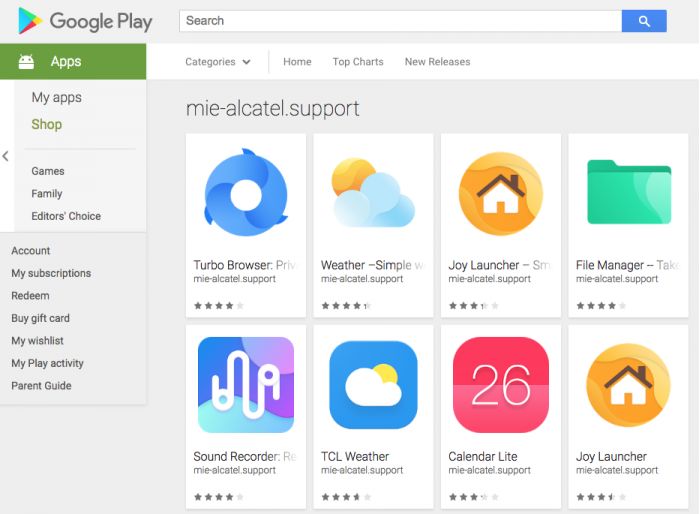 Google Play
Search
Apps
Categories
Home
Top Charts
New Releases
My apps
Shop
Games
Family
Editors' Choice
Account
My subscriptions
Redeem
Buy gift card
My wishlist
My Play activity
Parent Guide
mie-alcatel.support
Turbo Browser: Priv
mie-alcatel.support
Weather –Simple w
mie-alcatel.support
Joy Launcher – Sm
mie-alcatel.support
File Manager -- Take
mie-alcatel.support
Sound Recorder: Re
mie-alcatel.support
TCL Weather
mie-alcatel.support
26
Calendar Lite
mie-alcatel.support
Joy Launcher
mie-alcatel.support